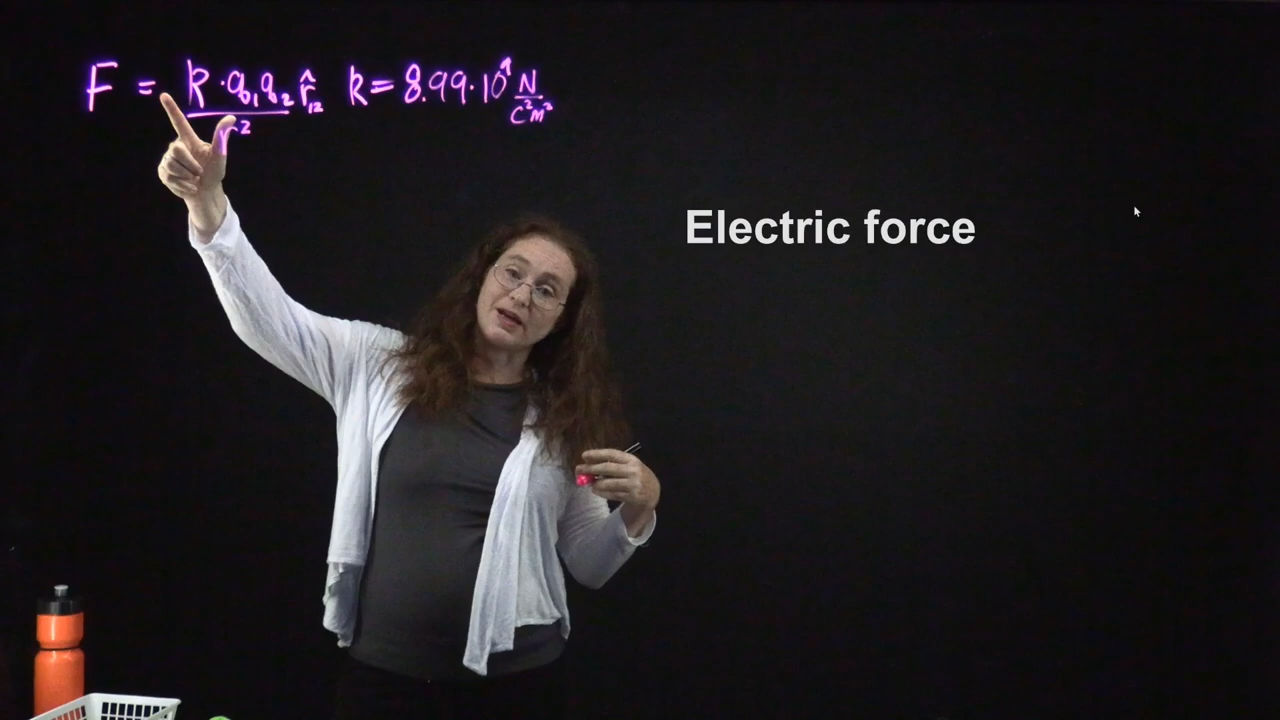 F = k · q₁q₂ / r² r̂₁₂ k = 8.99 · 10⁹ N / C²m²
Electric force